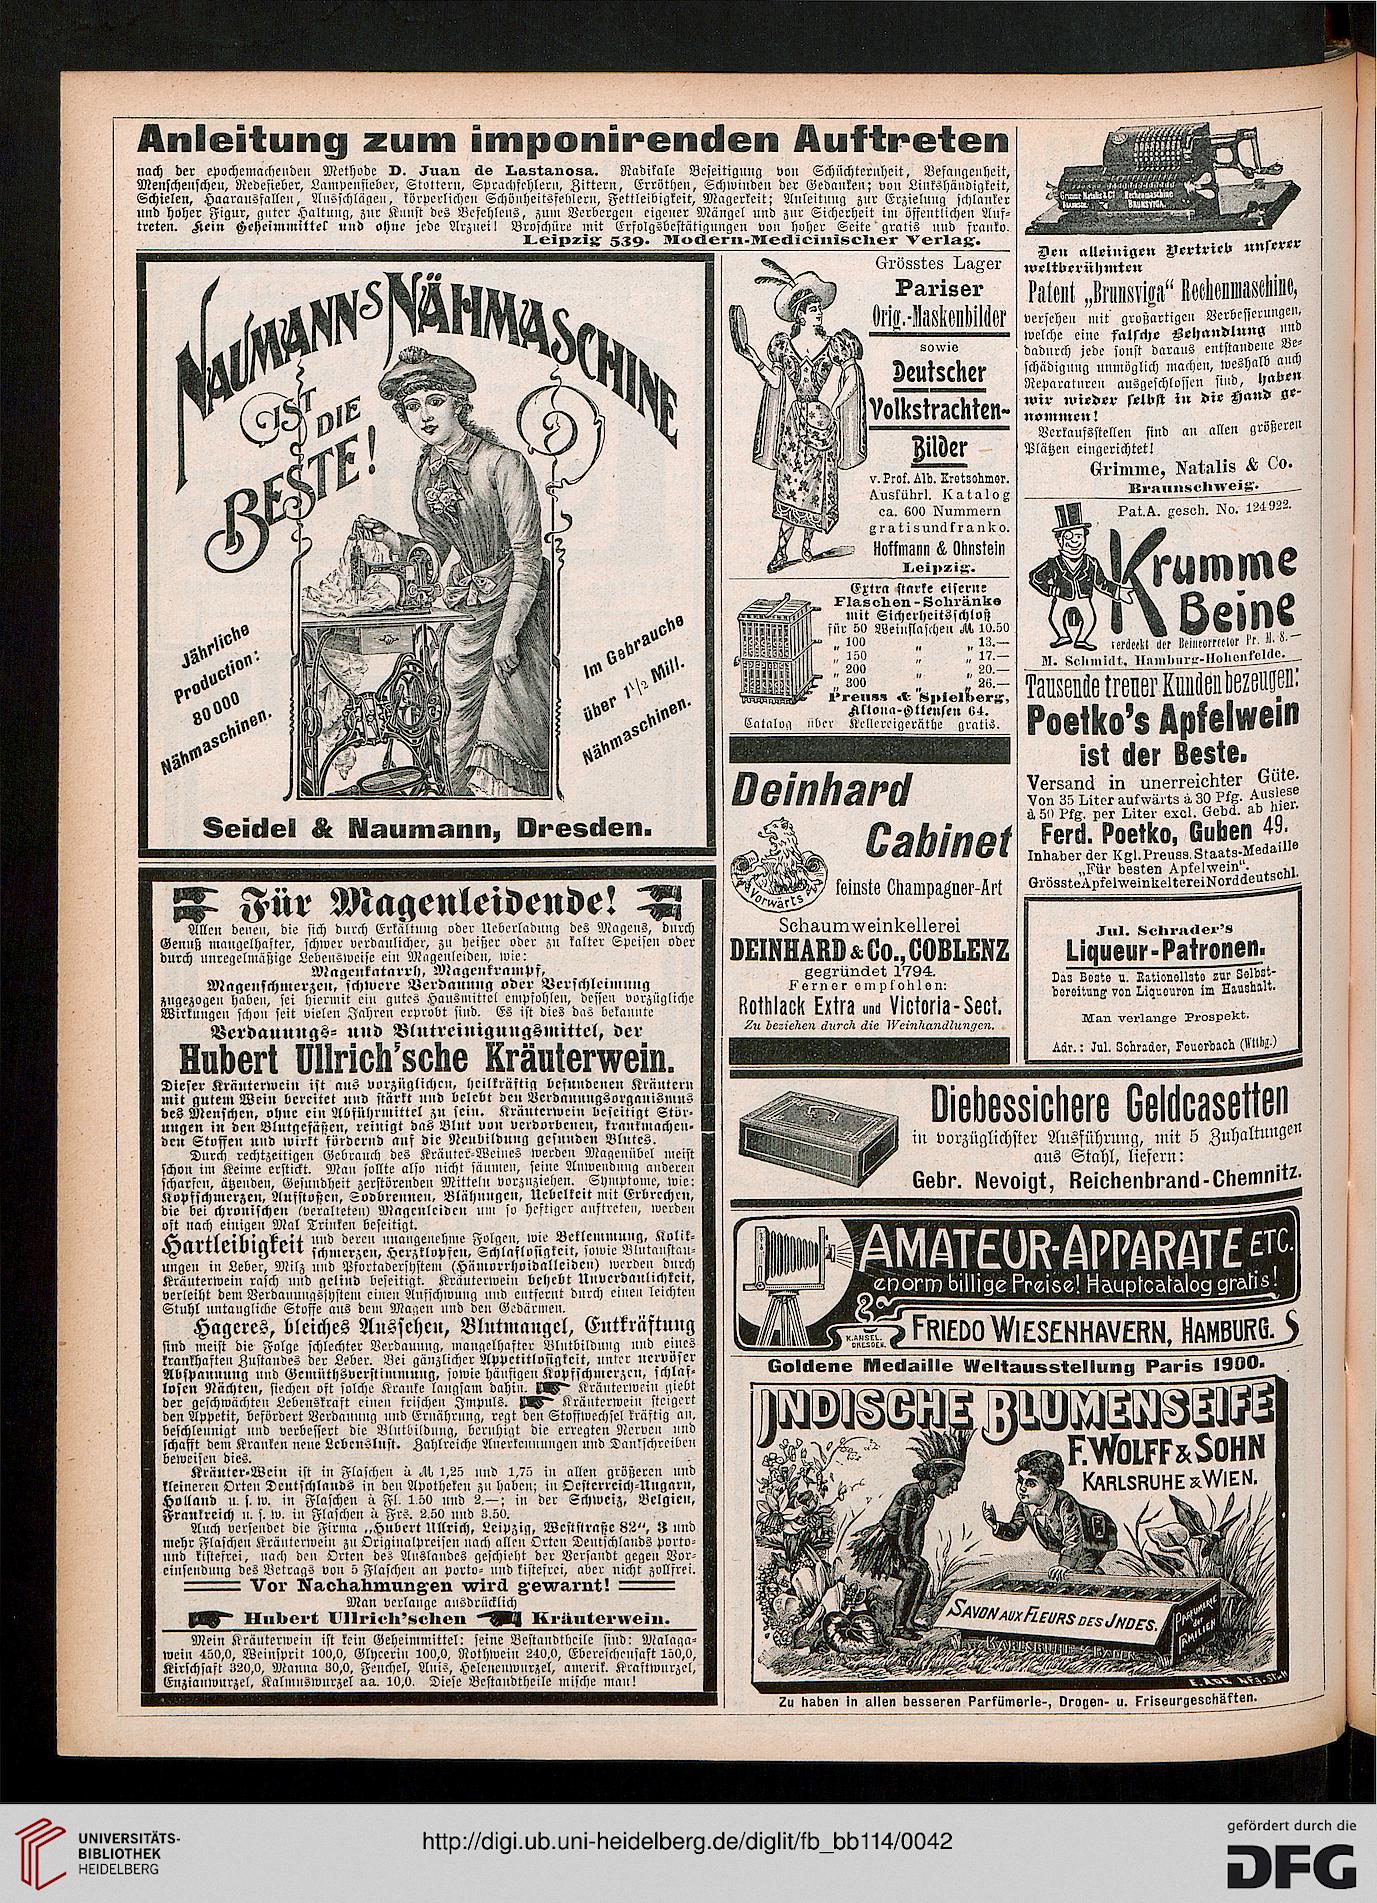 Anleitung zum imponirenden Auftreten
nach der epochemachenden Methode D. Juan de Lastanosa. Radikale Beseitigung von Schüchternheit, Befangenheit,
Menschenscheu, Redefieber, Lampenfieber, Stottern, Sprachfehlern, Zittern, Erröthen, Schwinden der Gedanken; von Linkshändigkeit,
Schielen, Haarausfallen, Ausschlägen, körperlichen Schönheitsfehlern, Fettleibigkeit, Magerkeit; Anleitung zur Erziehung schlanker
und hoher Figur, guter Haltung, zur Kunst des Befehlens, zum Verbergen eigener Mängel und zur Sicherheit im öffentlichen Auf-
treten. Kein Geheimmittel und ohne jede Arznei! Broschüre mit Erfolgsbestätigungen von hoher Seite gratis und franko.
Leipzig 539. Modern-Medicinischer Verlag.
NAUMANNS NÄHMASCHINE
IST DIE
BESTE!
Jährliche
Production:
80000
Nähmaschinen.
Im Gebrauche
über 1 1/2 Mill.
Nähmaschinen.
Seidel & Naumann, Dresden.
Für Magenleidende!
Allen denen, die sich durch Erkältung oder Ueberladung des Magens, durch
Genuß mangelhafter, schwer verdaulicher, zu heißer oder zu kalter Speisen oder
durch unregelmäßige Lebensweise ein Magenleiden, wie:
Magenkatarrh, Magenkrampf,
Magenschmerzen, schwere Verdauung oder Verschleimung
zugezogen haben, sei hiermit ein gutes Hausmittel empfohlen, dessen vorzügliche
Wirkungen schon seit vielen Jahren erprobt sind. Es ist dies das bekannte
Verdauungs- und Blutreinigungsmittel, der
Hubert Ullrich'sche Kräuterwein.
Dieser Kräuterwein ist aus vorzüglichen, heilkräftig befundenen Kräutern
mit gutem Wein bereitet und stärkt und belebt den Verdauungsorganismus
des Menschen, ohne ein Abführmittel zu sein. Kräuterwein beseitigt Stör-
ungen in den Blutgefäßen, reinigt das Blut von verdorbenen, krankmachen-
den Stoffen und wirkt fördernd auf die Neubildung gesunden Blutes.
Durch rechtzeitigen Gebrauch des Kräuter-Weines werden Magenübel meist
schon im Keime erstickt. Man sollte also nicht säumen, seine Anwendung anderen
scharfen, ätzenden, Gesundheit zerstörenden Mitteln vorzuziehen. Symptome, wie:
Kopfschmerzen, Aufstoßen, Sodbrennen, Blähungen, Uebelkeit mit Erbrechen,
die bei chronischen (veralteten) Magenleiden um so heftiger auftreten, werden
oft nach einigen Mal Trinken beseitigt.
Hartleibigkeit und deren unangenehme Folgen, wie Beklemmung, Kolik-
schmerzen, Herzklopfen, Schlaflosigkeit, sowie Blutanstau-
ungen in Leber, Milz und Pfortadersystem (Hämorrhoidalleiden) werden durch
Kräuterwein rasch und gelind beseitigt. Kräuterwein behebt Unverdaulichkeit,
verleiht dem Verdauungssystem einen Aufschwung und entfernt durch einen leichten
Stuhl untaugliche Stoffe aus dem Magen und den Gedärmen.
Hageres, bleiches Aussehen, Blutmangel, Entkräftung
sind meist die Folge schlechter Verdauung, mangelhafter Blutbildung und eines
krankhaften Zustandes der Leber. Bei gänzlicher Appetitlosigkeit, unter nervöser
Abspannung und Gemüthsverstimmung, sowie häufigen Kopfschmerzen, schlaf-
losen Nächten, siechen oft solche Kranke langsam dahin. Kräuterwein giebt
der geschwächten Lebenskraft einen frischen Impuls. Kräuterwein steigert
den Appetit, befördert Verdauung und Ernährung, regt den Stoffwechsel kräftig an,
beschleunigt und verbessert die Blutbildung, beruhigt die erregten Nerven und
schafft dem Kranken neue Lebenslust. Zahlreiche Anerkennungen und Dankschreiben
beweisen dies.
Kräuter-Wein ist in Flaschen à M 1,25 und 1,75 in allen größeren und
kleineren Orten Deutschlands in den Apotheken zu haben; in Oesterreich-Ungarn,
Holland u. s. w. in Flaschen à Fl. 1.50 und 2.—; in der Schweiz, Belgien,
Frankreich u. s. w. in Flaschen à Frs. 2.50 und 3.50.
Auch versendet die Firma „Hubert Ullrich, Leipzig, Weststraße 82“, 3 und
mehr Flaschen Kräuterwein zu Originalpreisen nach allen Orten Deutschlands porto-
und kistefrei, nach den Orten des Auslandes geschieht der Versandt gegen Vor-
einsendung des Betrags von 5 Flaschen an porto- und kistefrei, aber nicht zollfrei.
Vor Nachahmungen wird gewarnt!
Man verlange ausdrücklich
Hubert Ullrich'schen Kräuterwein.
Mein Kräuterwein ist kein Geheimmittel; seine Bestandtheile sind: Malaga-
wein 450,0, Weinsprit 100,0, Glycerin 100,0, Rothwein 240,0, Ebereschensaft 150,0,
Kirschsaft 320,0, Manna 30,0, Fenchel, Anis, Helenenwurzel, amerik. Kraftwurzel,
Enzianwurzel, Kalmuswurzel aa. 10,0. Diese Bestandtheile mische man!
Grösstes Lager
Pariser
Orig.-Maskenbilder
sowie
Deutscher
Volkstrachten-
Bilder
v. Prof. Alb. Kretschmer.
Ausführl. Katalog
ca. 600 Nummern
gratis und franko.
Hoffmann & Ohnstein
Leipzig.
Extra starke eiserne
Flaschen-Schränke
mit Sicherheitsschloß
für 50 Weinflaschen M 10.50
„ 100 „ „ 13.—
„ 150 „ „ 17.—
„ 200 „ „ 20.—
„ 300 „ „ 26.—
Preuss & Spielberg,
Altona-Ottensen 64.
Catalog über Kellereigeräthe gratis.
Deinhard
Cabinet
Vorwärts
feinste Champagner-Art
Schaumweinkellerei
DEINHARD & Co., COBLENZ
gegründet 1794.
Ferner empfohlen:
Rothlack Extra und Victoria-Sect.
Zu beziehen durch die Weinhandlungen.
Grimme Natalis & Co Rechenmaschine
BRAUNSCHW. BRUNSVIGA.
Den alleinigen Vertrieb unserer
weltberühmten
Patent „Brunsviga“ Rechenmaschine,
versehen mit großartigen Verbesserungen,
welche eine falsche Behandlung und
dadurch jede sonst daraus entstandene Be-
schädigung unmöglich machen, weshalb auch
Reparaturen ausgeschlossen sind, haben
wir wieder selbst in die Hand ge-
nommen!
Verkaufsstellen sind an allen größeren
Plätzen eingerichtet!
Grimme, Natalis & Co.
Braunschweig.
Pat. A. gesch. No. 124922.
Krumme
Beine
verdeckt der Beincorrector Pr. M. 8.—
M. Schmidt, Hamburg-Hohenfelde.
Tausende treuer Kunden bezeugen:
Poetko's Apfelwein
ist der Beste.
Versand in unerreichter Güte.
Von 35 Liter aufwärts à 30 Pfg. Auslese
à 50 Pfg. per Liter excl. Gebd. ab hier.
Ferd. Poetko, Guben 49.
Inhaber der Kgl. Preuss. Staats-Medaille
„Für besten Apfelwein“.
Grösste Apfelweinkelterei Norddeutschl.
Jul. Schrader's
Liqueur-Patronen.
Das Beste u. Rationellste zur Selbst-
bereitung von Liqueuren im Haushalt.
Man verlange Prospekt.
Adr.: Jul. Schrader, Feuerbach (Wttbg.)
Diebessichere Geldcasetten
in vorzüglichster Ausführung, mit 5 Zuhaltungen
aus Stahl, liefern:
Gebr. Nevoigt, Reichenbrand-Chemnitz.
AMATEUR-APPARATE ETC.
enorm billige Preise! Hauptcatalog gratis!
K. ANSEL. DRESDEN.
FRIEDO WIESENHAVERN, HAMBURG.
Goldene Medaille Weltausstellung Paris 1900.
INDISCHE BLUMENSEIFE
F. WOLFF & SOHN
KARLSRUHE & WIEN.
SAVON AUX FLEURS DES INDES.
PARFUMERIE
KARLSRUHE & BADEN
Zu haben in allen besseren Parfümerie-, Drogen- u. Friseurgeschäften.
UNIVERSITÄTS-
BIBLIOTHEK
HEIDELBERG
http://digi.ub.uni-heidelberg.de/diglit/fb_bb114/0042
gefördert durch die
DFG